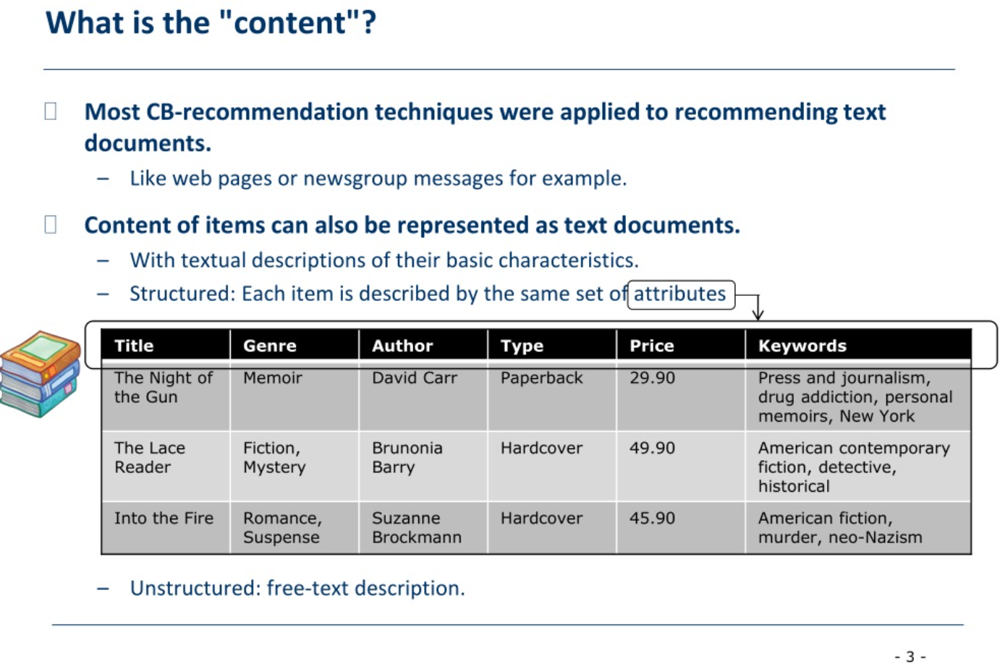 What is the "content"?
Most CB-recommendation techniques were applied to recommending text
documents.
– Like web pages or newsgroup messages for example.
Content of items can also be represented as text documents.
– With textual descriptions of their basic characteristics.
– Structured: Each item is described by the same set of attributes
Title Genre Author Type Price Keywords
The Night of Memoir David Carr Paperback 29.90 Press and journalism,
the Gun drug addiction, personal
memoirs, New York
The Lace Fiction, Brunonia Hardcover 49.90 American contemporary
Reader Mystery Barry fiction, detective,
historical
Into the Fire Romance, Suzanne Hardcover 45.90 American fiction,
Suspense Brockmann murder, neo-Nazism
– Unstructured: free-text description.
- 3 -